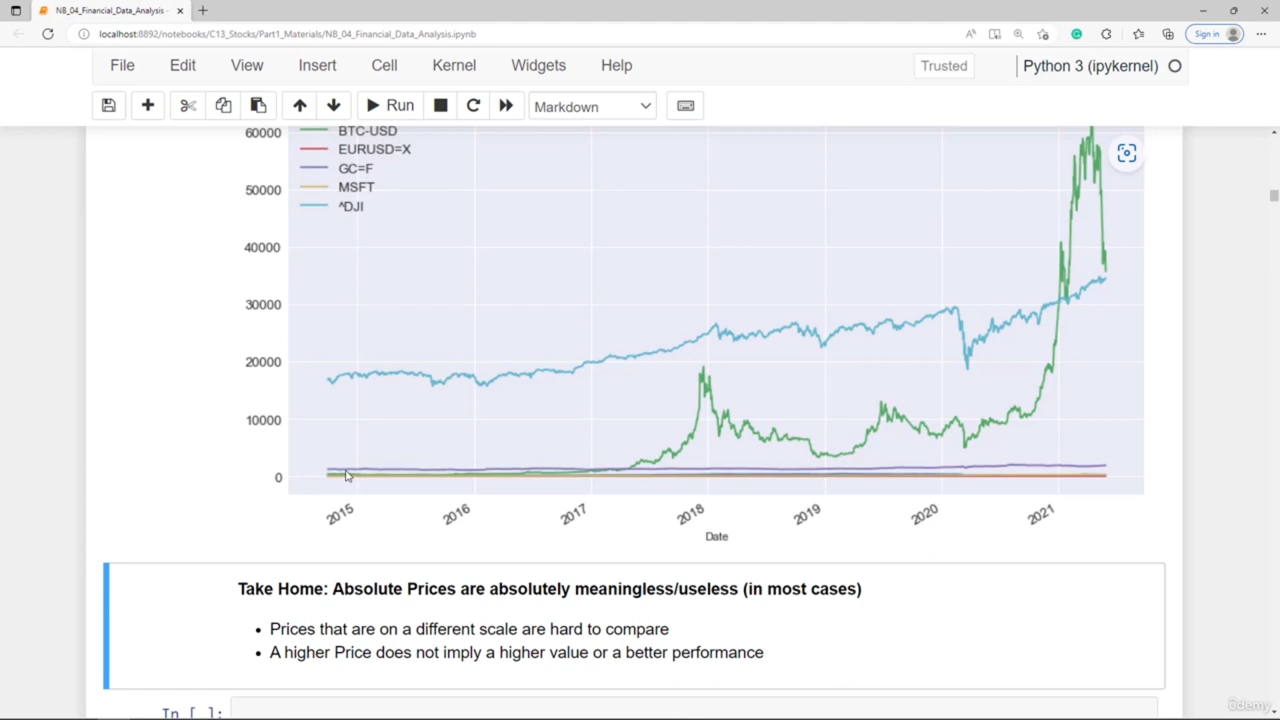 NB_04_Financial_Data_Analysis -
localhost:8892/notebooks/C13_Stocks/Part1_Materials/NB_04_Financial_Data_Analysis.ipynb
Sign in
File Edit View Insert Cell Kernel Widgets Help
Trusted
Python 3 (ipykernel)
Run
Markdown
60000
50000
40000
30000
20000
10000
0
BTC-USD
EURUSD=X
GC=F
MSFT
^DJI
2015 2016 2017 2018 2019 2020 2021
Date
Take Home: Absolute Prices are absolutely meaningless/useless (in most cases)
• Prices that are on a different scale are hard to compare
• A higher Price does not imply a higher value or a better performance
In [ ]:
ûdemy